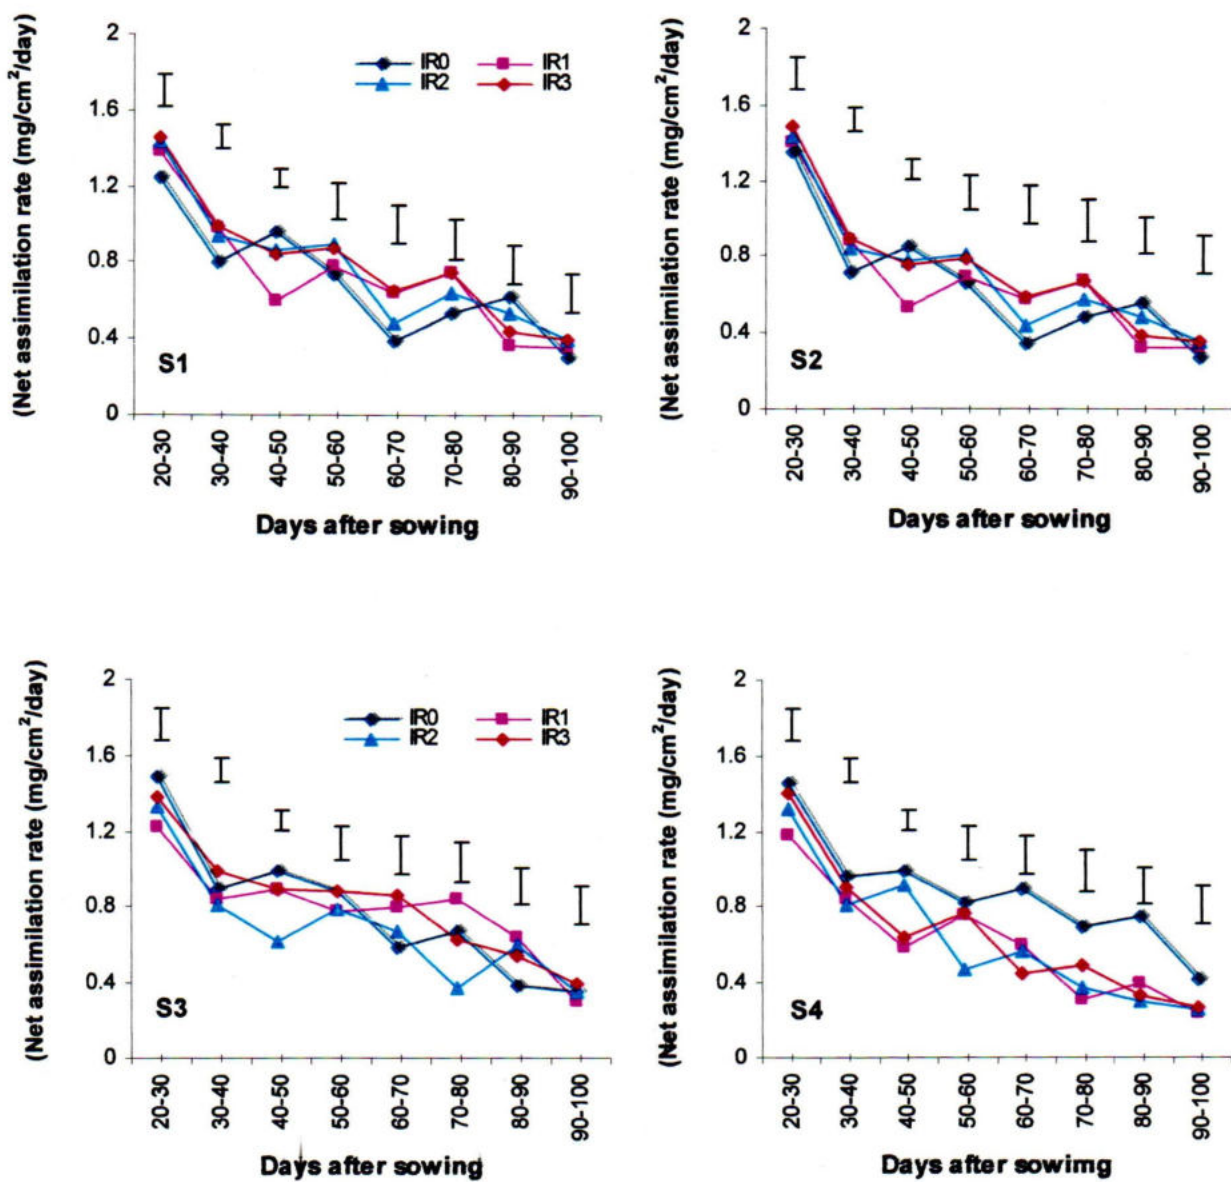 (Net assimilation rate (mg/cm²/day)
2
1.6
1.2
0.8
0.4
0
IR0
IR1
IR2
IR3
S1
20-30
30-40
40-50
50-60
60-70
70-80
80-90
90-100
Days after sowing
(Net assimilation rate (mg/cm²/day)
2
1.6
1.2
0.8
0.4
0
S2
20-30
30-40
40-50
50-60
60-70
70-80
80-90
90-100
Days after sowing
(Net assimilation rate (mg/cm²/day)
2
1.6
1.2
0.8
0.4
0
IR0
IR1
IR2
IR3
S3
20-30
30-40
40-50
50-60
60-70
70-80
80-90
90-100
Days after sowing
(Net assimilation rate (mg/cm²/day)
2
1.6
1.2
0.8
0.4
0
S4
20-30
30-40
40-50
50-60
60-70
70-80
80-90
90-100
Days after sowimg